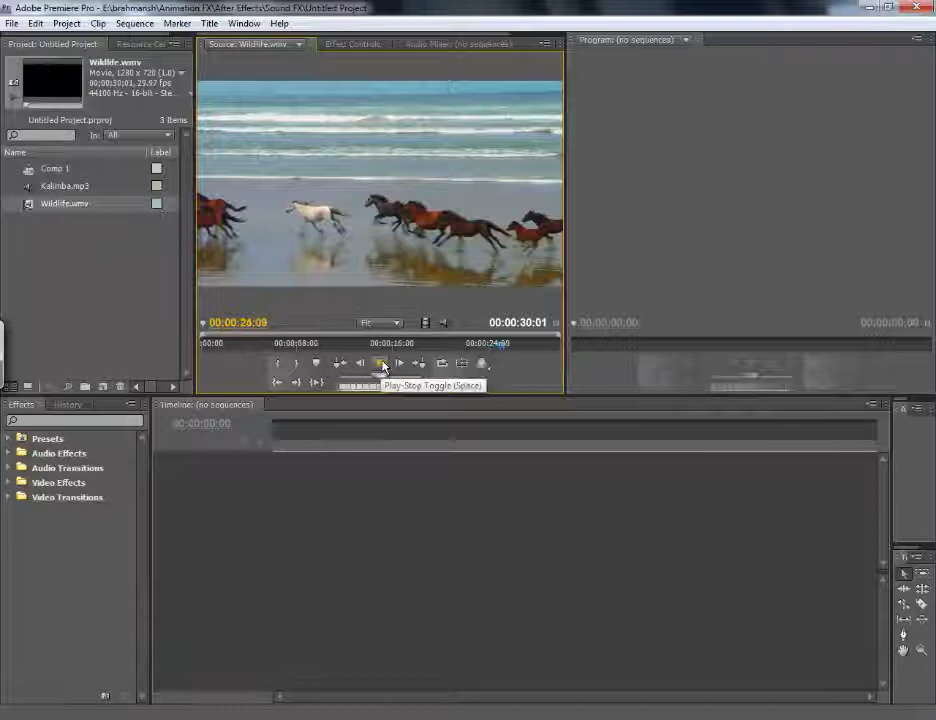 Adobe Premiere Pro - E:\brahmarish\Animation FX\After Effects\Sound FX\Untitled Project
File Edit Project Clip Sequence Marker Title Window Help
Project: Untitled Project
Resource Cen
Source: Wildlife.wmv
Effect Controls:
Audio Mixer: (no sequences)
Program: (no sequences)
Wildlife.wmv
Movie, 1280 x 720 (1.0)
00;00;30;01, 29.97 fps
44100 Hz - 16-bit - Ste...
Untitled Project.prproj
3 Items
In: All
Name
Label
Comp 1
Kalimba.mp3
Wildlife.wmv
00:00:26:09
Fit
00:00:30:01
00:00:00:00
00:00:00:00
:00:00
00:00:08:00
00:00:16:00
00:00:24:00
Play-Stop Toggle (Space)
Effects
History
Timeline: (no sequences)
00:00:00:00
Presets
Audio Effects
Audio Transitions
Video Effects
Video Transitions